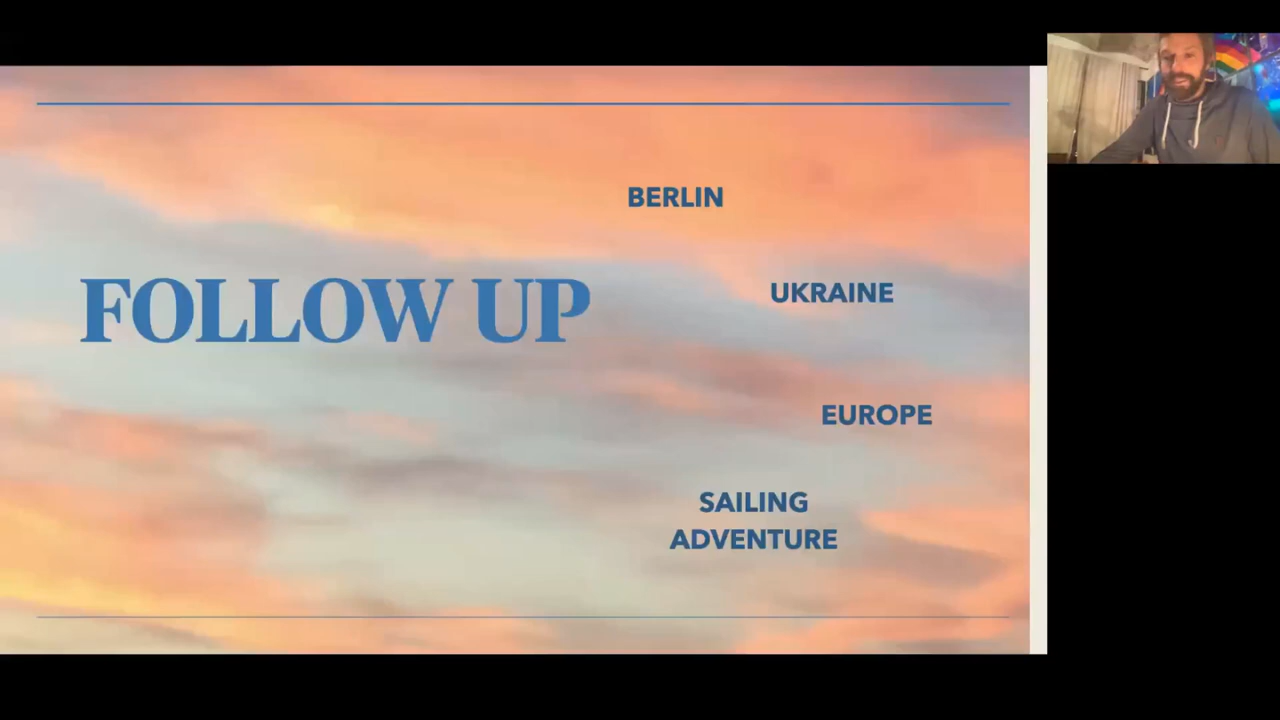 FOLLOW UP
BERLIN
UKRAINE
EUROPE
SAILING
ADVENTURE